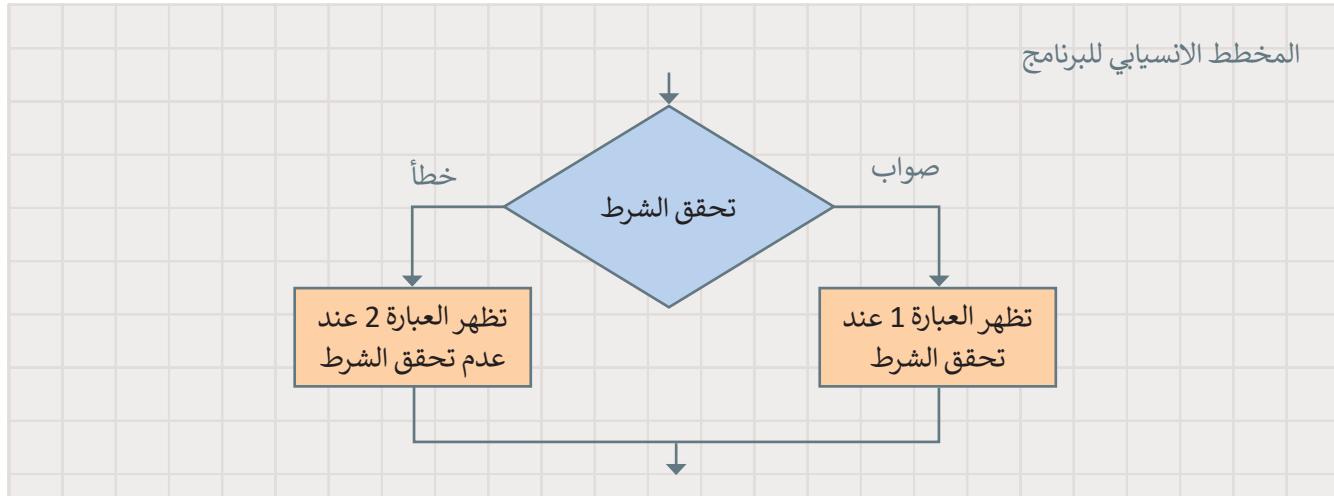 المخطط الانسيابي للبرنامج
صواب
خطأ
تحقق الشرط
تظهر العبارة 1 عند
تحقق الشرط
تظهر العبارة 2 عند
عدم تحقق الشرط